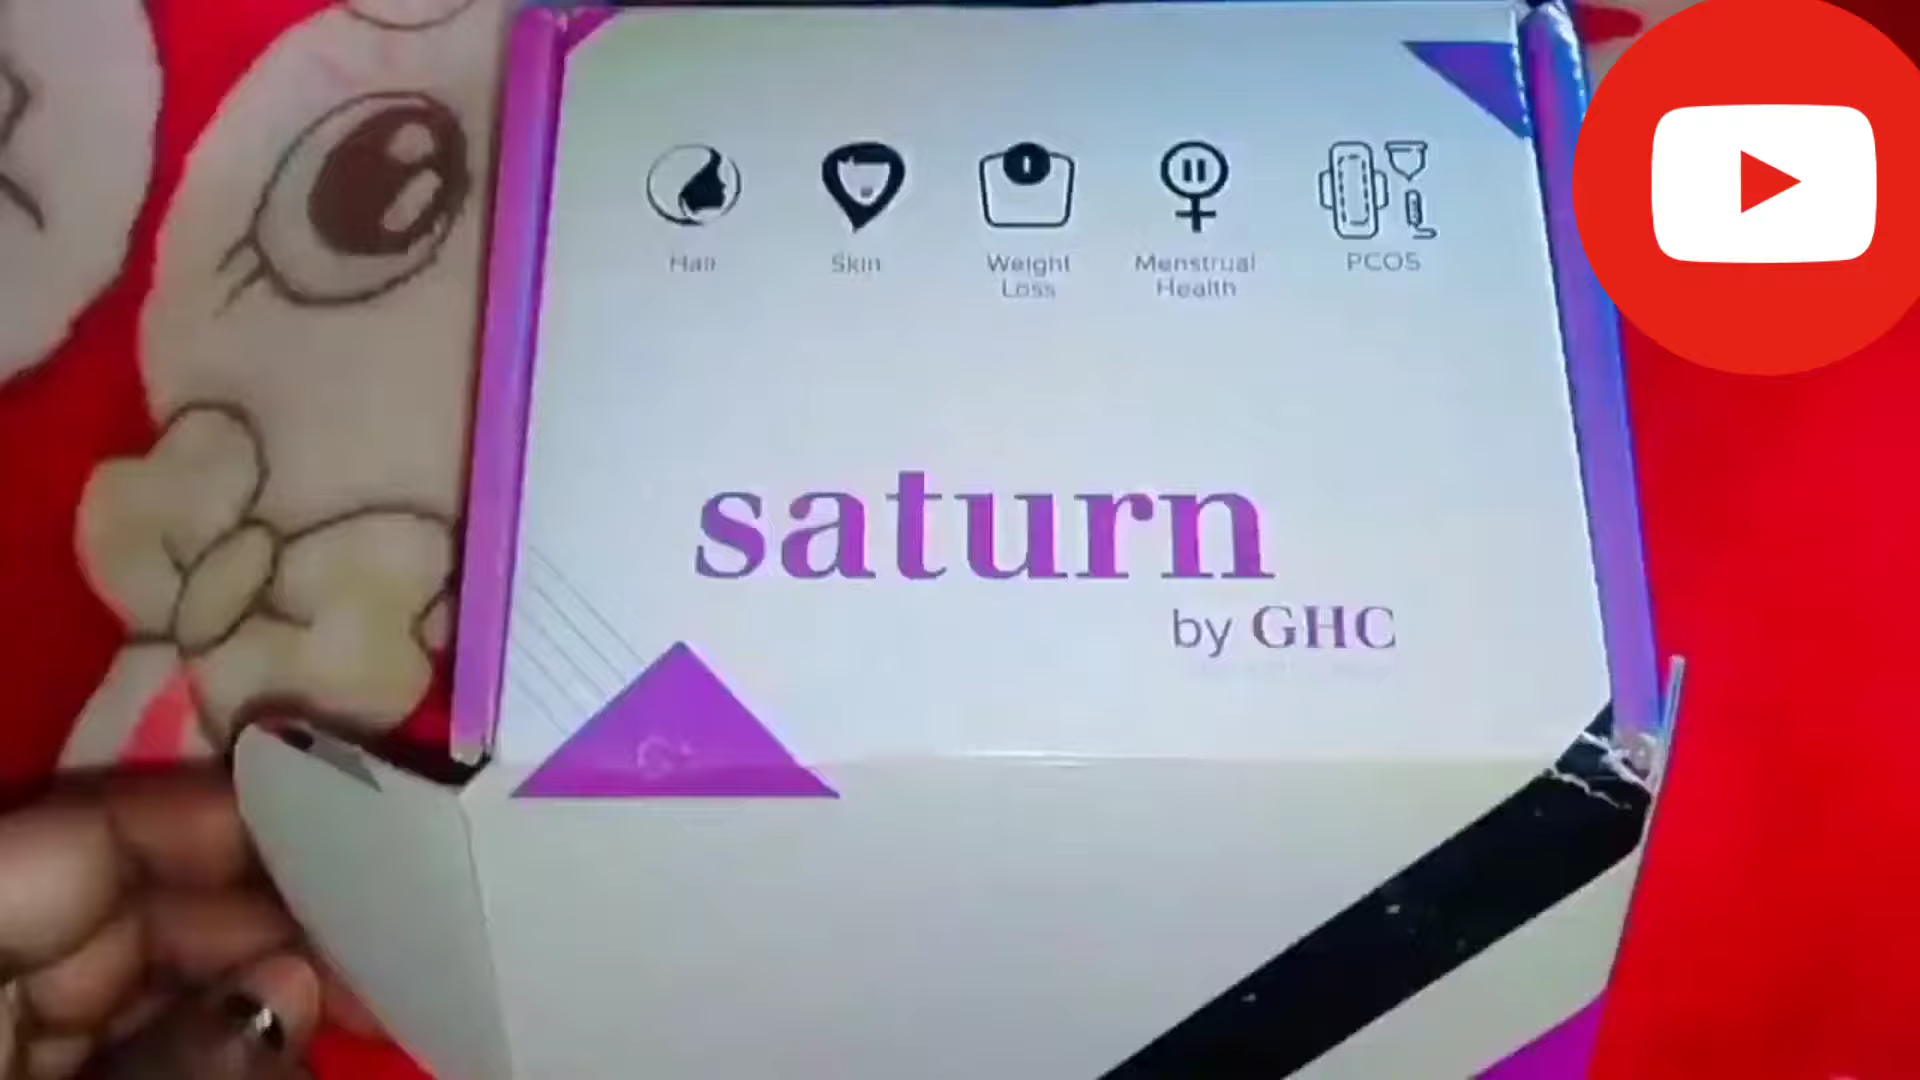 Hair
Skin
Weight
Loss
Menstrual
Health
PCOS
saturn
by GHC